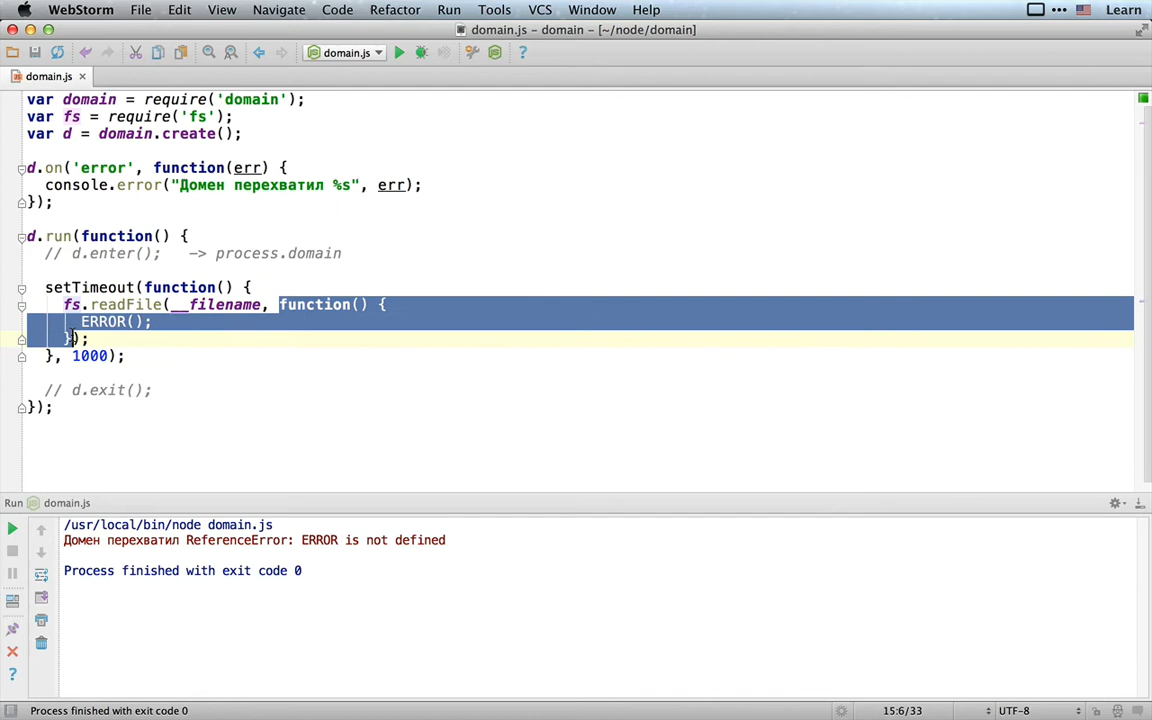 WebStorm File Edit View Navigate Code Refactor Run Tools VCS Window Help Learn
domain.js - domain - [~/node/domain]
domain.js
domain.js
var domain = require('domain');
var fs = require('fs');
var d = domain.create();
d.on('error', function(err) {
console.error("Домен перехватил %s", err);
});
d.run(function() {
// d.enter();   -> process.domain
setTimeout(function() {
fs.readFile(__filename, function() {
ERROR();
});
}, 1000);
// d.exit();
});
Run domain.js
/usr/local/bin/node domain.js
Домен перехватил ReferenceError: ERROR is not defined
Process finished with exit code 0
Process finished with exit code 0 15:6/33 UTF-8